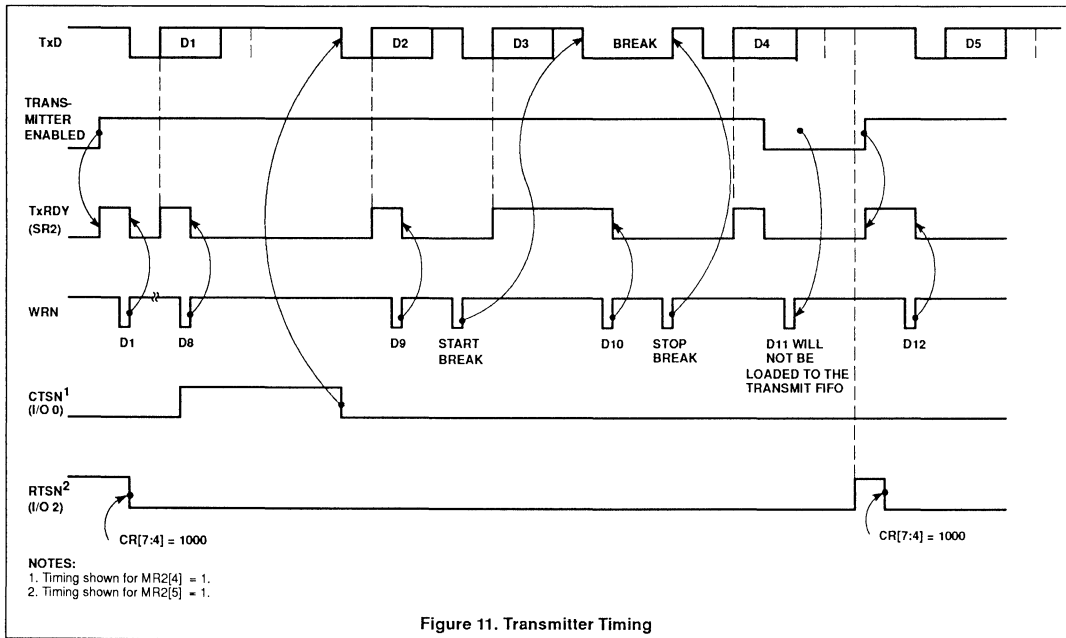 TxD
D1
D2
D3
BREAK
D4
D5
TRANS-
MITTER
ENABLED
TxRDY
(SR2)
WRN
D1
D8
D9
START
BREAK
D10
STOP
BREAK
D11 WILL
NOT BE
LOADED TO THE
TRANSMIT FIFO
D12
CTSN1
(I/O 0)
RTSN2
(I/O 2)
CR[7:4] = 1000
CR[7:4] = 1000
NOTES:
1. Timing shown for MR2[4] = 1.
2. Timing shown for MR2[5] = 1.
Figure 11. Transmitter Timing